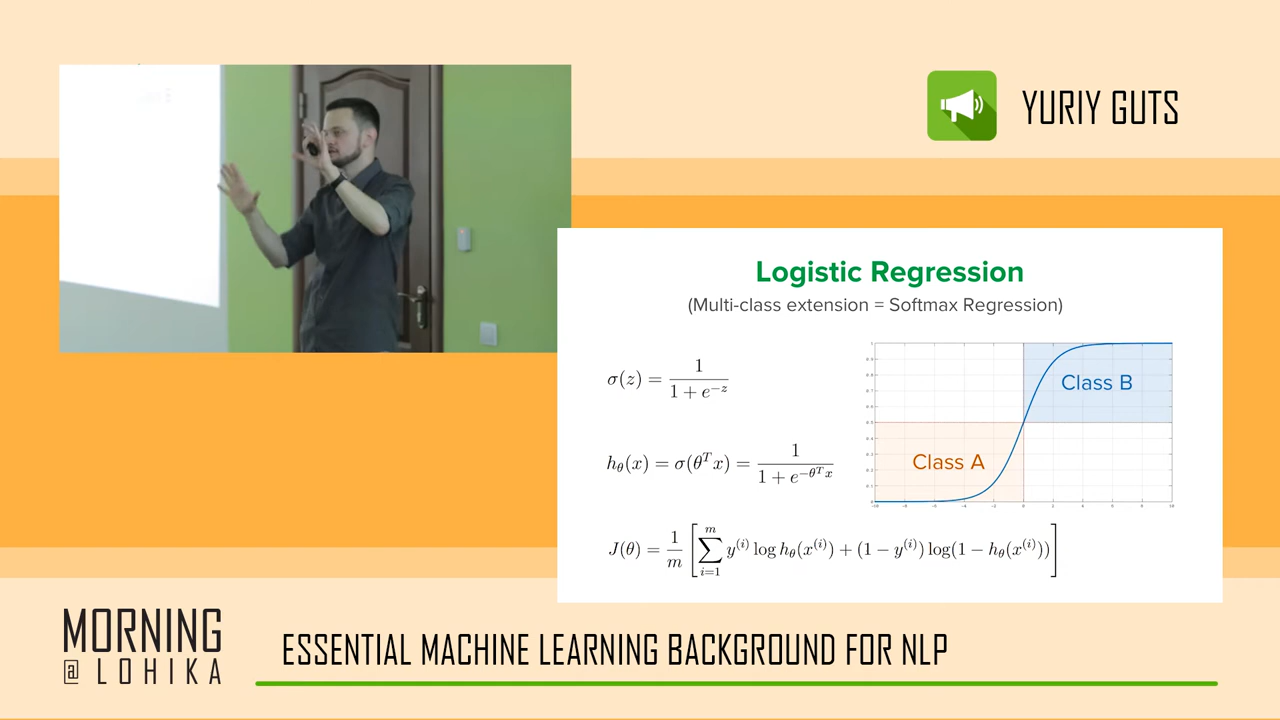 YURIY GUTS
Logistic Regression
(Multi-class extension = Softmax Regression)
σ(z) = 1 / (1 + e^{−z})
h_θ(x) = σ(θ^T x) = 1 / (1 + e^{−θ^T x})
J(θ) = 1/m [ ∑_{i=1}^{m} y^{(i)} log h_θ(x^{(i)}) + (1 − y^{(i)}) log(1 − h_θ(x^{(i)})) ]
Class B
Class A
MORNING
@ LOHIKA
ESSENTIAL MACHINE LEARNING BACKGROUND FOR NLP